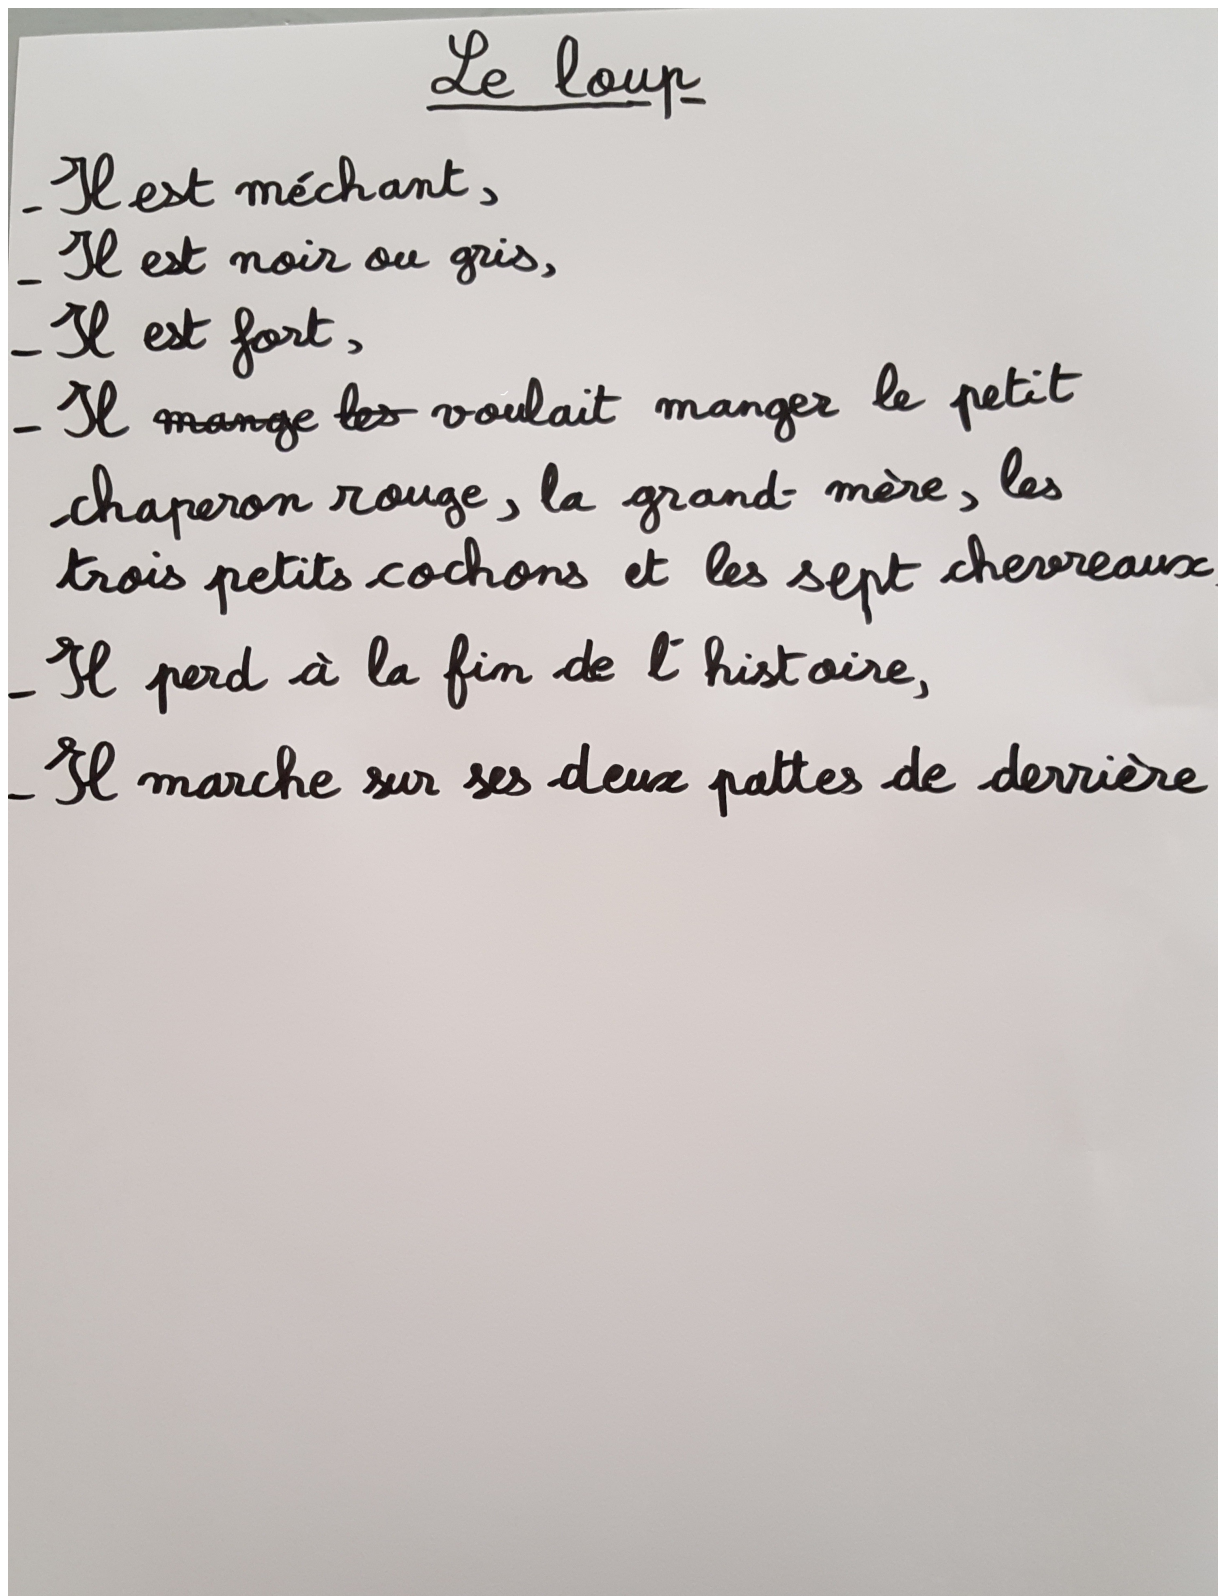 Le loup
- Il est méchant,
- Il est noir ou gris,
- Il est fort,
- Il mange les voulait manger le petit
chaperon rouge, la grand-mère, les
trois petits cochons et les sept chevreaux.
- Il perd à la fin de l'histoire,
- Il marche sur ses deux pattes de derrière